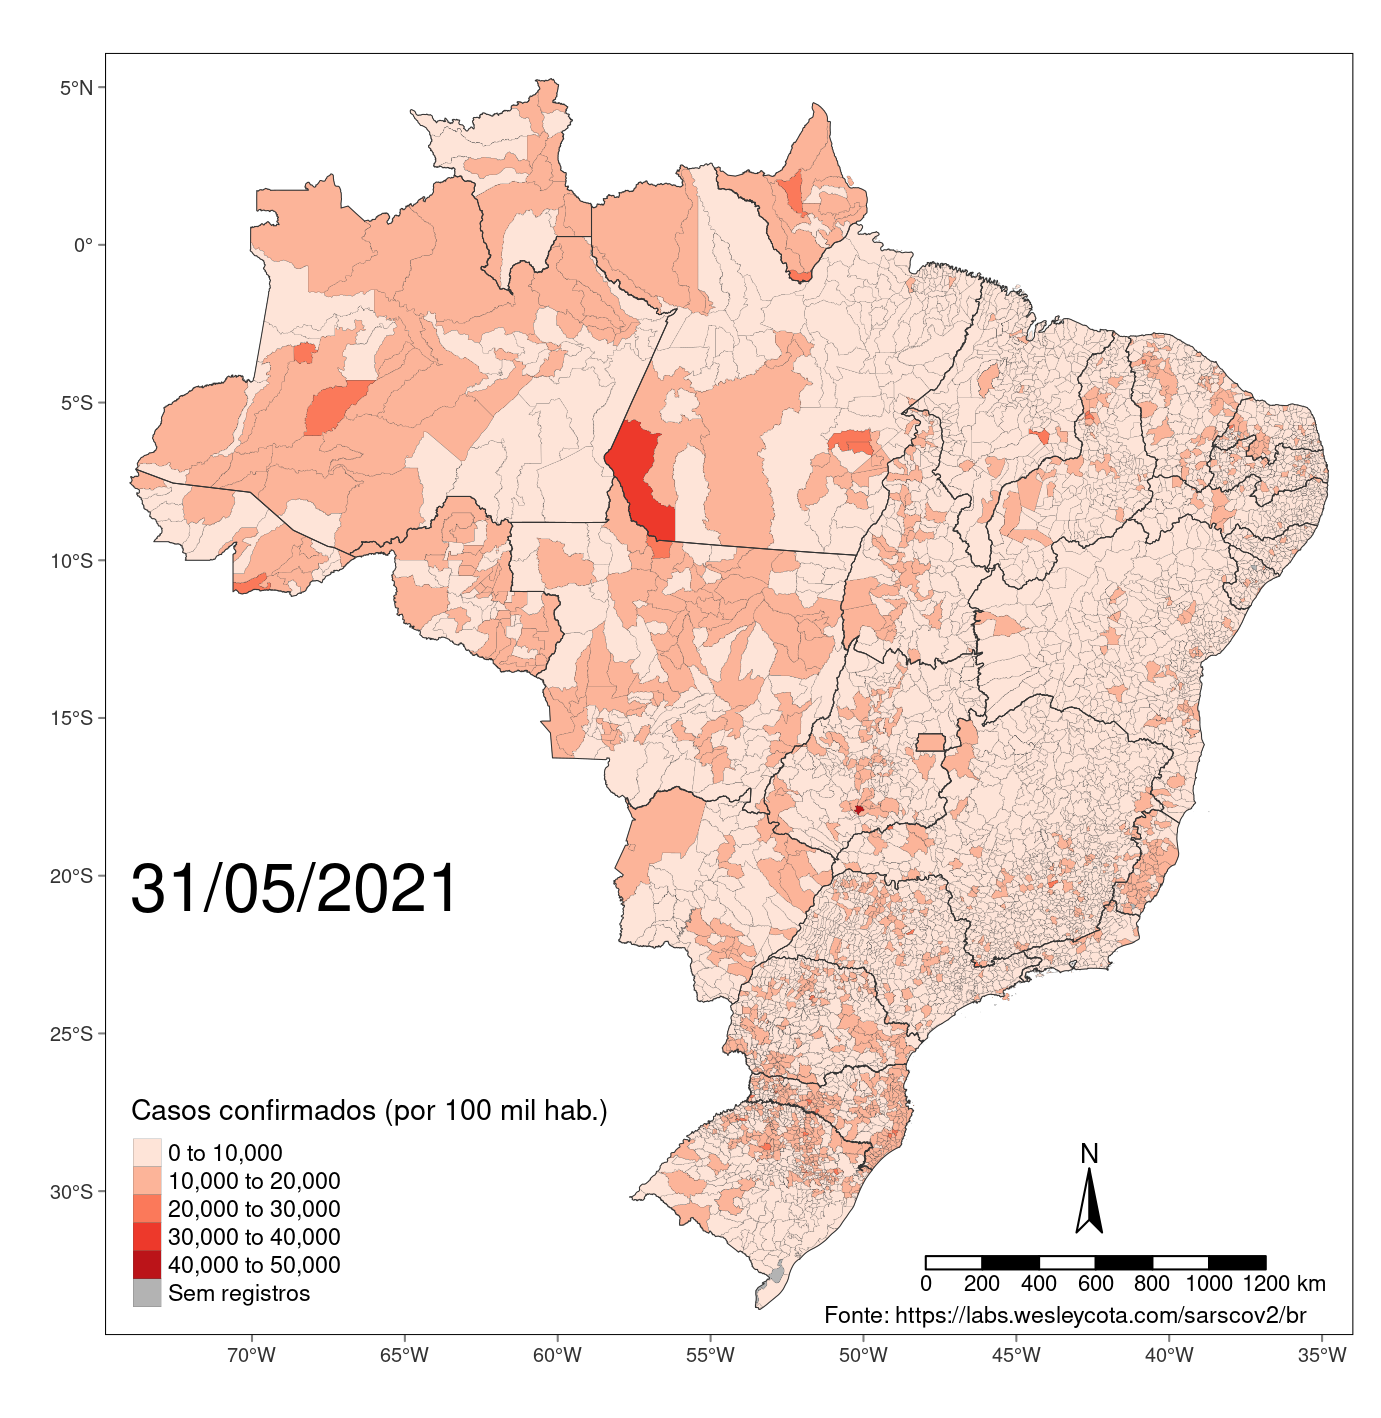 5°N
0°
5°S
10°S
15°S
20°S
25°S
30°S
31/05/2021
Casos confirmados (por 100 mil hab.)
0 to 10,000
10,000 to 20,000
20,000 to 30,000
30,000 to 40,000
40,000 to 50,000
Sem registros
N
0 200 400 600 800 1000 1200 km
Fonte: https://labs.wesleycota.com/sarscov2/br
70°W 65°W 60°W 55°W 50°W 45°W 40°W 35°W